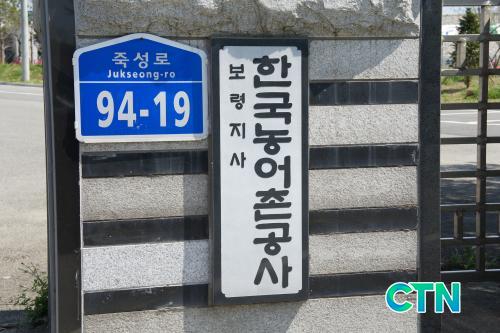 죽성로
Jukseong-ro
94-19
한국농어촌공사
보령지사
CTN